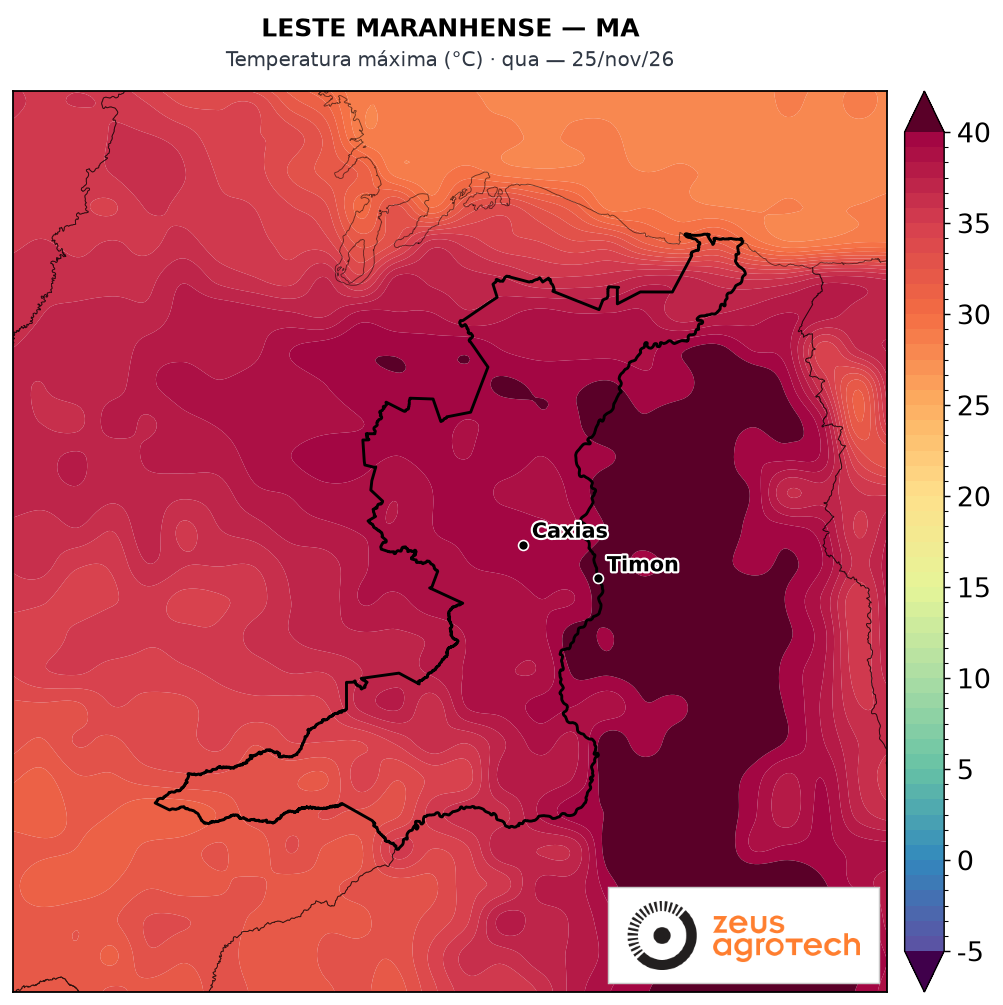 LESTE MARANHENSE — MA
Temperatura máxima (°C) · qua — 25/nov/26
40
35
30
25
20
15
10
5
0
-5
Caxias
Timon
zeus
agrotech